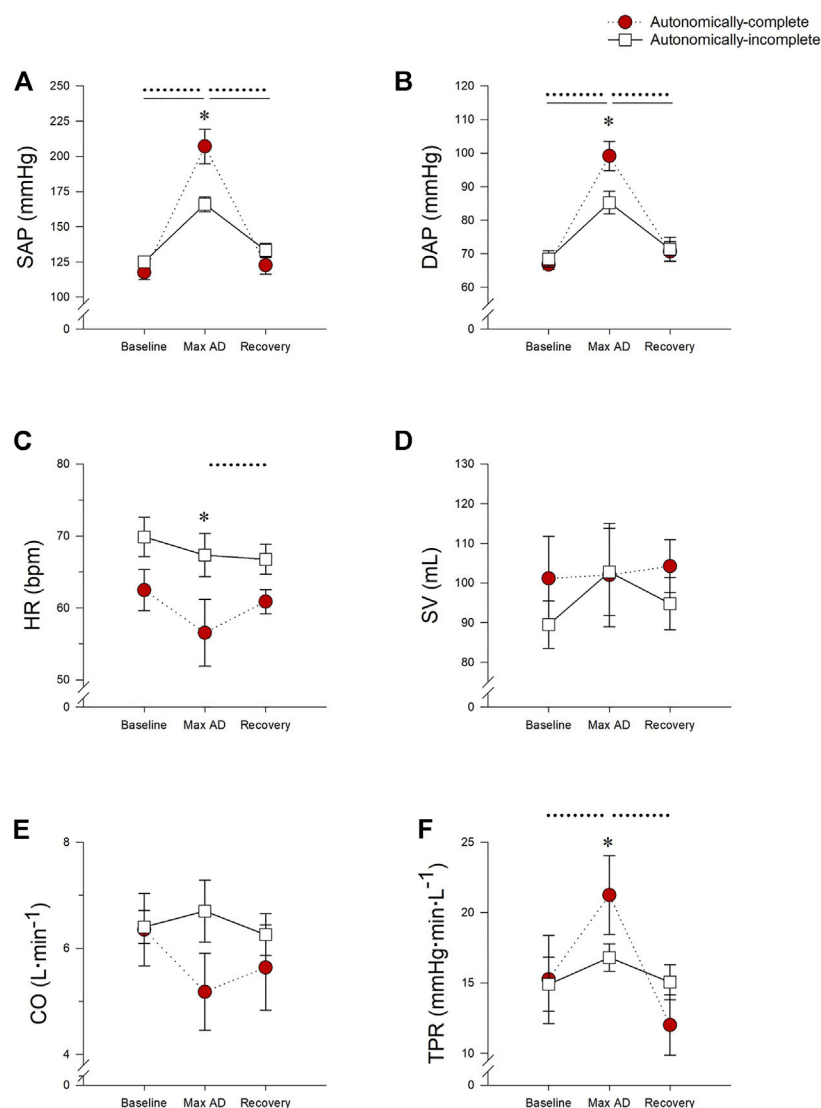 Autonomically-complete
Autonomically-incomplete
A
SAP (mmHg)
250
225
200
175
150
125
100
0
*
Baseline Max AD Recovery
B
DAP (mmHg)
120
110
100
90
80
70
60
0
*
Baseline Max AD Recovery
C
HR (bpm)
80
70
60
50
0
*
Baseline Max AD Recovery
D
SV (mL)
130
120
110
100
90
80
0
Baseline Max AD Recovery
E
CO (L·min⁻¹)
8
6
4
0
Baseline Max AD Recovery
F
TPR (mmHg·min·L⁻¹)
25
20
15
10
0
*
Baseline Max AD Recovery